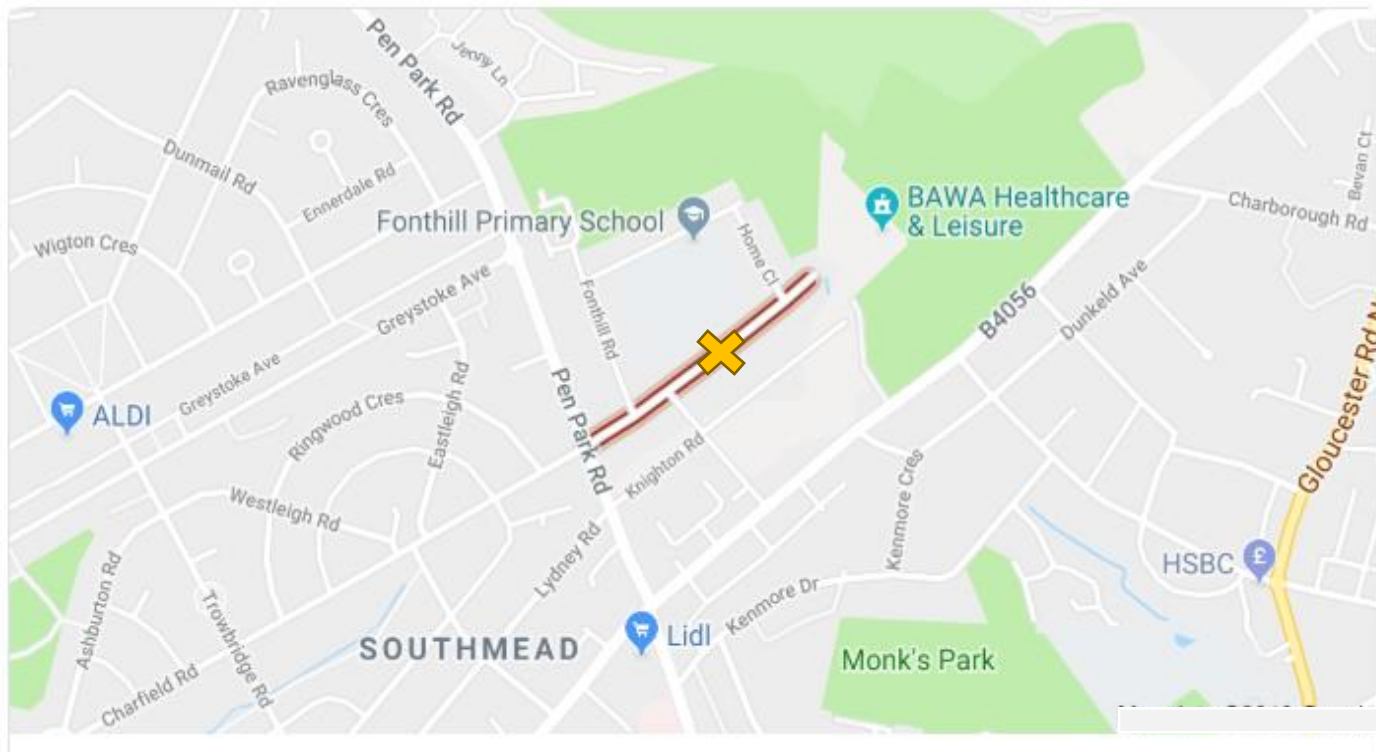 Pen Park Rd
Jeony Ln
Ravenglass Cres
Dunmail Rd
Ennerdale Rd
Wigton Cres
Fonthill Primary School
BAWA Healthcare
& Leisure
Bevan Ct
Charborough Rd
Home Cl
Greystoke Ave
Fonthill Rd
B4056
Dunkeld Ave
Greystoke Ave
ALDI
Ringwood Cres
Eastleigh Rd
Pen Park Rd
Knighton Rd
Gloucester Rd N
Westleigh Rd
Kenmore Cres
Lydney Rd
HSBC
£
Ashburton Rd
Trowbridge Rd
Kenmore Dr
SOUTHMEAD
Lidl
Monk's Park
Charfield Rd